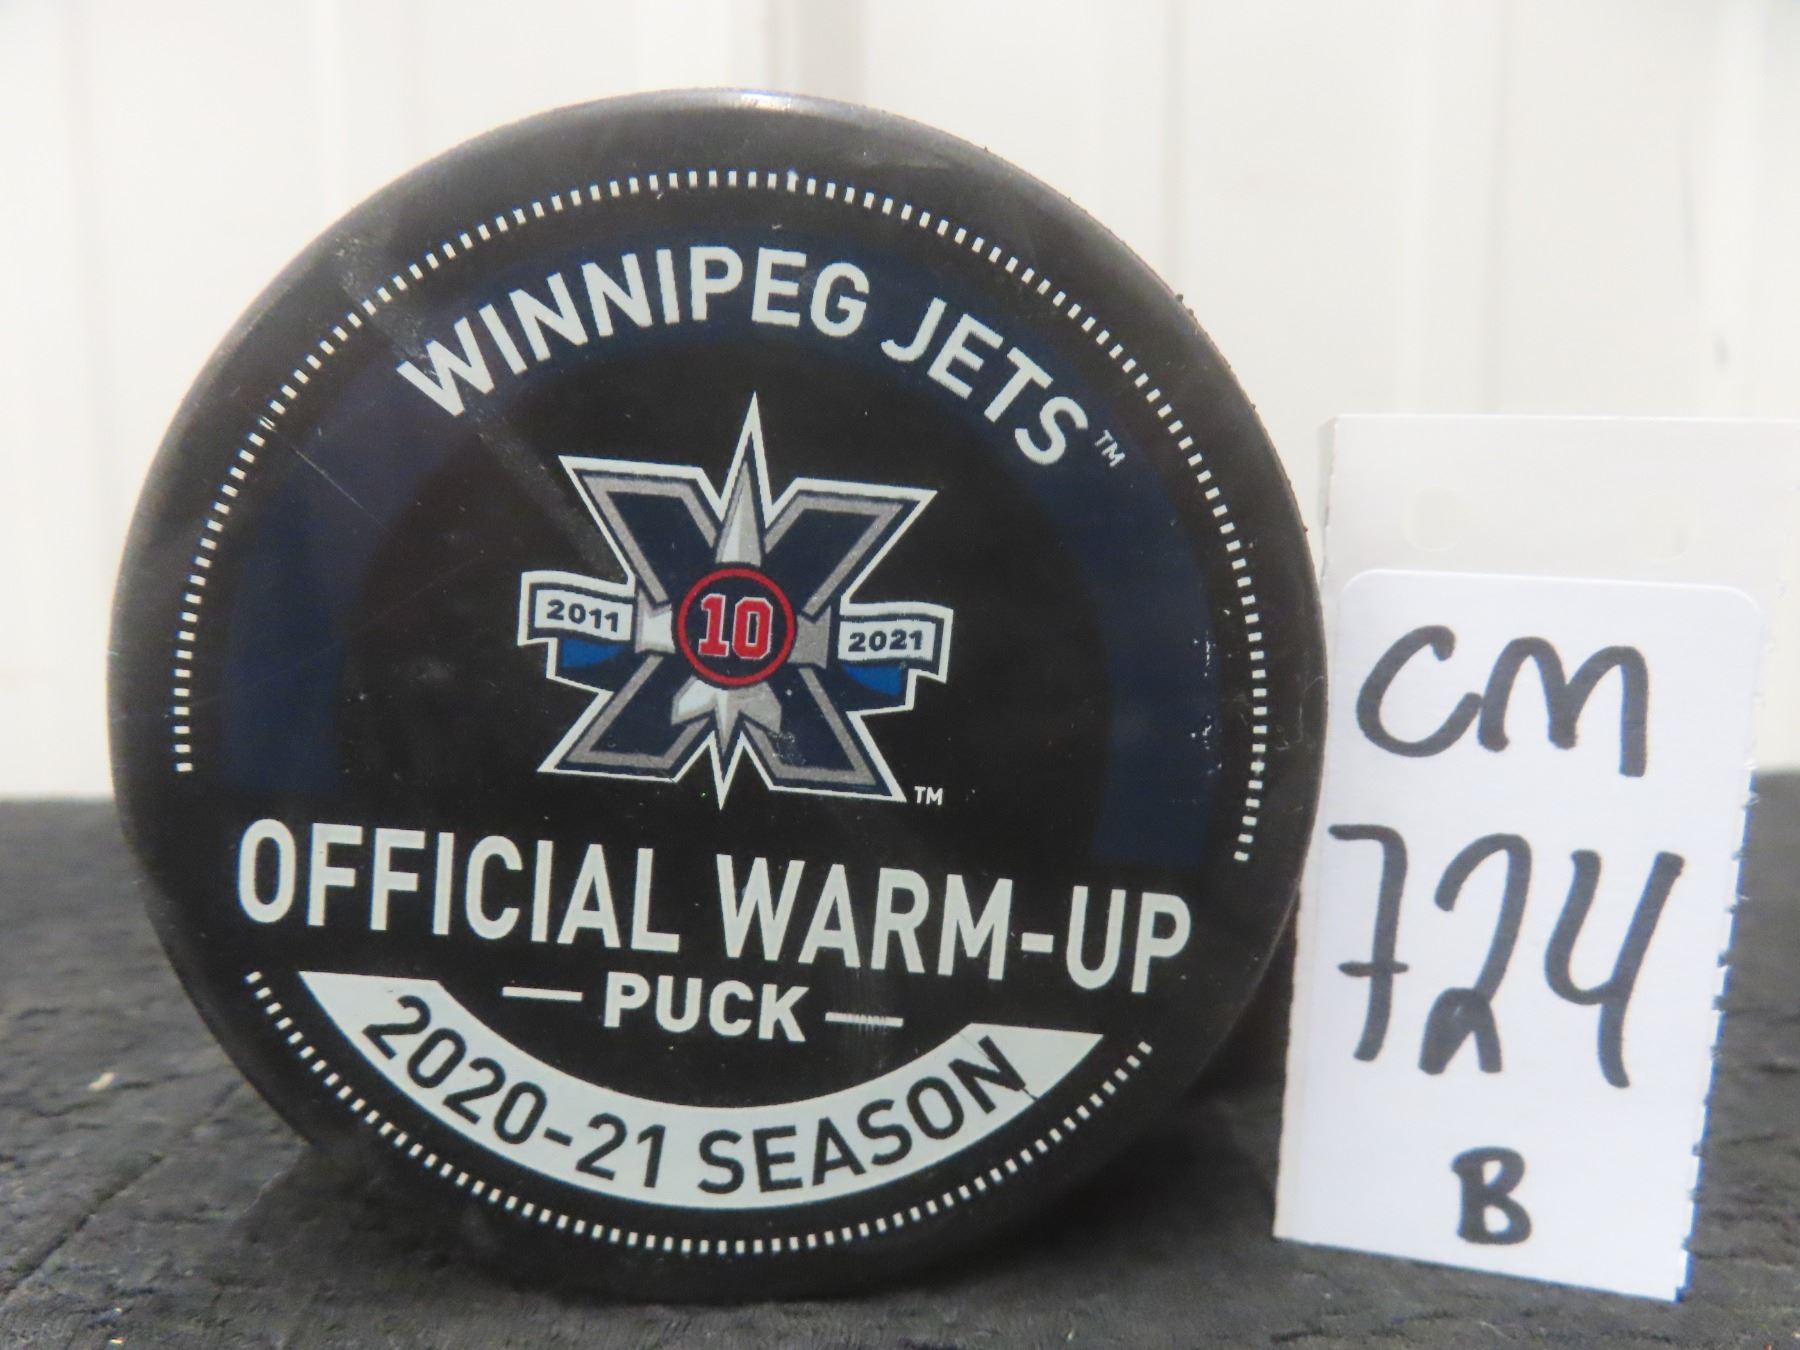 WINNIPEG JETS™
2011 10 2021
™
OFFICIAL WARM-UP
— PUCK —
2020-21 SEASON
CM
724
B